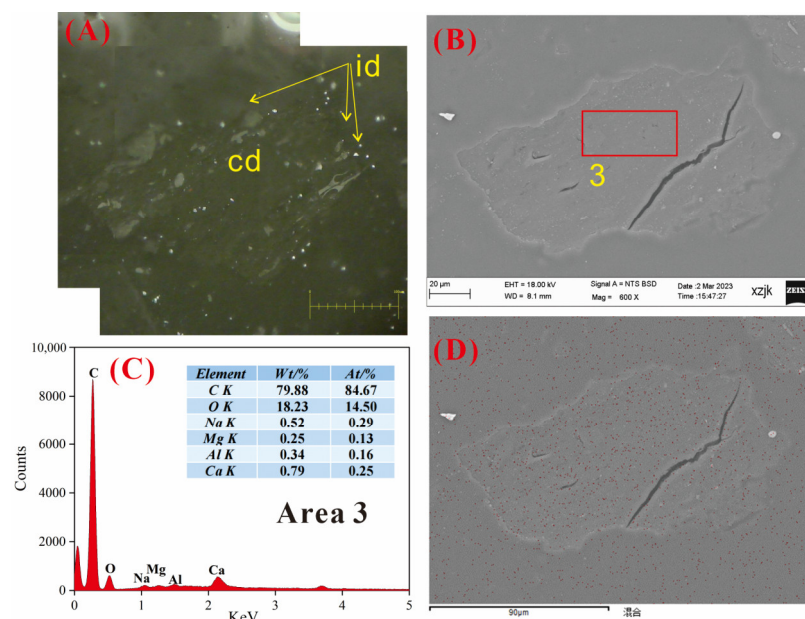 (A)
id
cd
(B)
3
20 µm
EHT = 18.00 kV
WD = 8.1 mm
Signal A = NTS BSD
Mag = 600 X
Date :2 Mar 2023
Time :15:47:27
xzjk
ZEISS
(C)
10,000
8000
6000
4000
2000
0
Counts
C
O
Na
Mg
Al
Ca
Element Wt/% At/%
C K 79.88 84.67
O K 18.23 14.50
Na K 0.52 0.29
Mg K 0.25 0.13
Al K 0.34 0.16
Ca K 0.79 0.25
Area 3
0 1 2 3 4 5
KeV
(D)
90µm
混合